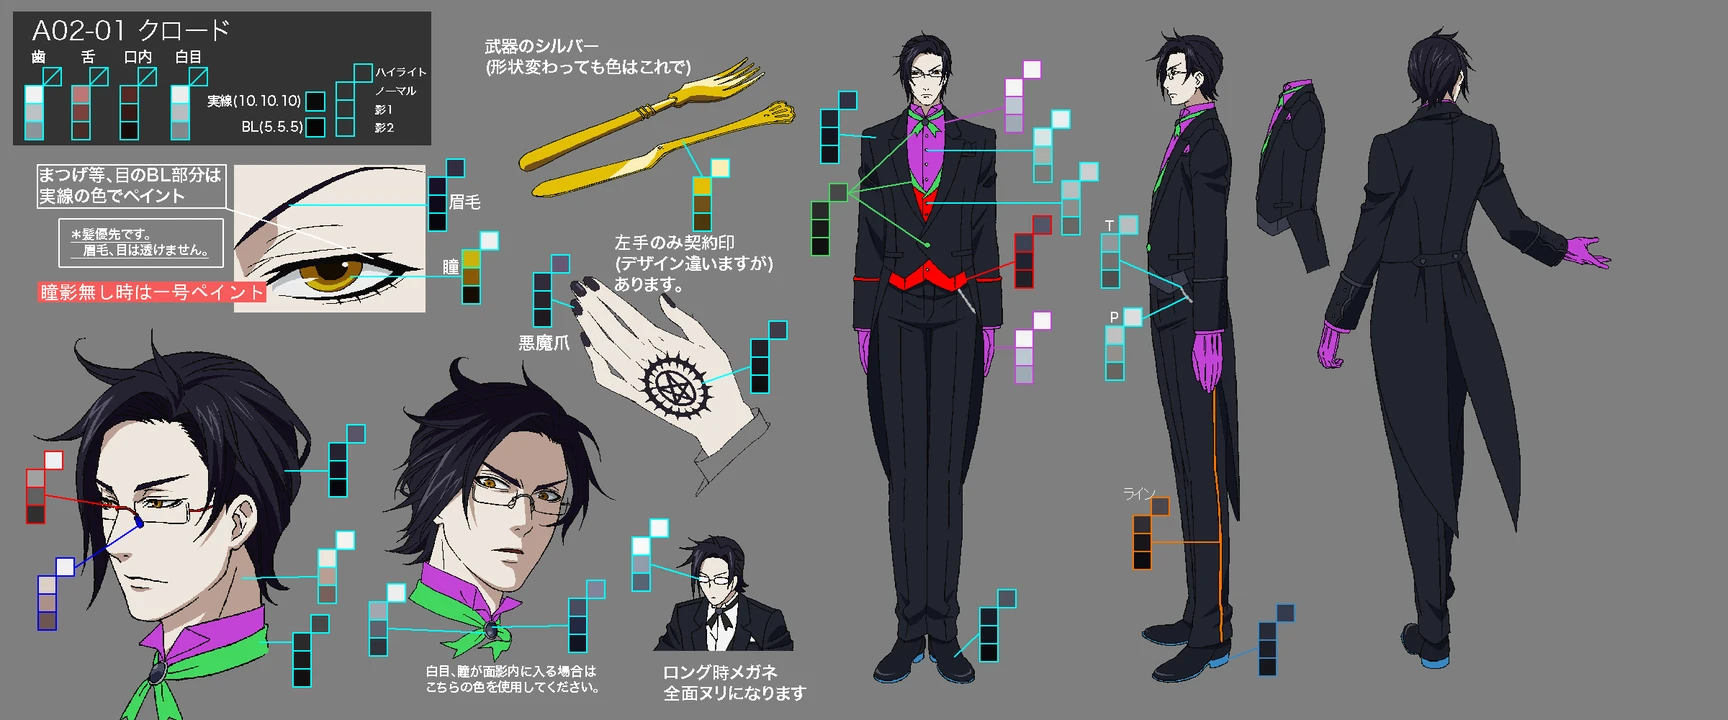 A02-01 クロード
歯 舌 口内 白目
ハイライト
ノーマル
影1
影2
実線(10.10.10)
BL(5.5.5)
まつげ等、目のBL部分は
実線の色でペイント
＊髪優先です。
眉毛、目は透けません。
瞳影無し時は一号ペイント
眉毛
瞳
武器のシルバー
(形状変わっても色はこれで)
左手のみ契約印
(デザイン違いますが)
あります。
悪魔爪
白目、瞳が面影内に入る場合は
こちらの色を使用してください。
ロング時メガネ
全面ヌリになります
T
P
ライン